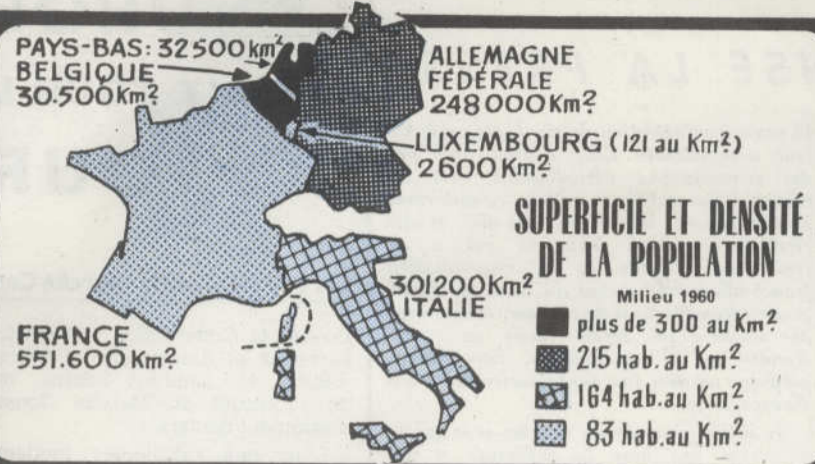 PAYS-BAS: 32500 km²
BELGIQUE
30.500 Km²
ALLEMAGNE
FÉDÉRALE
248000 Km²
LUXEMBOURG (121 au Km²)
2600 Km²
SUPERFICIE ET DENSITÉ
DE LA POPULATION
Milieu 1960
plus de 300 au Km²
215 hab. au Km²
164 hab. au Km²
83 hab. au Km²
301200 Km²
ITALIE
FRANCE
551.600 Km²